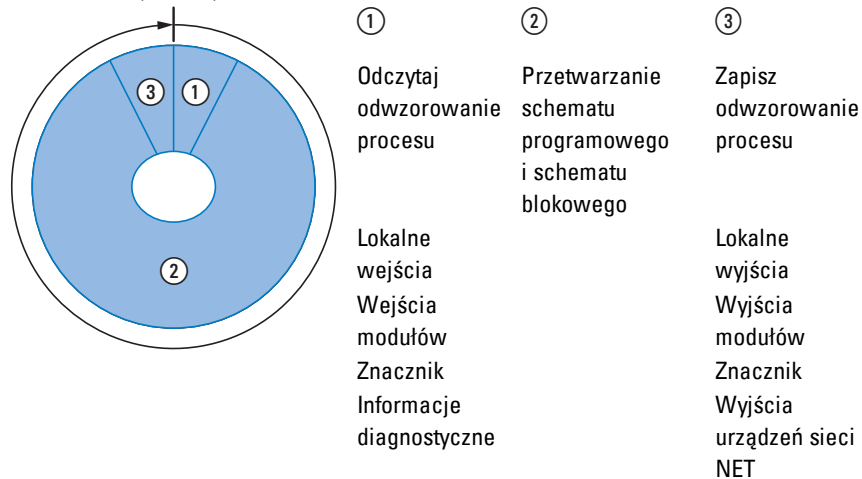 3
1
2
1
Odczytaj
odwzorowanie
procesu
Lokalne
wejścia
Wejścia
modułów
Znacznik
Informacje
diagnostyczne
2
Przetwarzanie
schematu
programowego
i schematu
blokowego
3
Zapisz
odwzorowanie
procesu
Lokalne
wyjścia
Wyjścia
modułów
Znacznik
Wyjścia
urządzeń sieci
NET